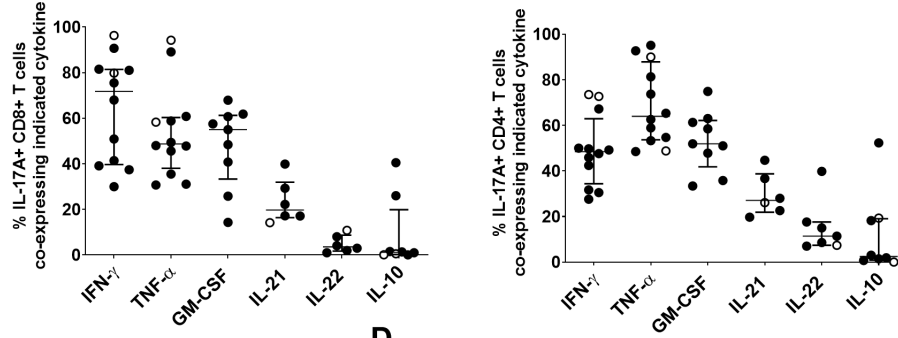 % IL-17A+ CD8+ T cells
co-expressing indicated cytokine
100
80
60
40
20
0
IFN-γ
TNF-α
GM-CSF
IL-21
IL-22
IL-10
% IL-17A+ CD4+ T cells
co-expressing indicated cytokine
100
80
60
40
20
0
IFN-γ
TNF-α
GM-CSF
IL-21
IL-22
IL-10